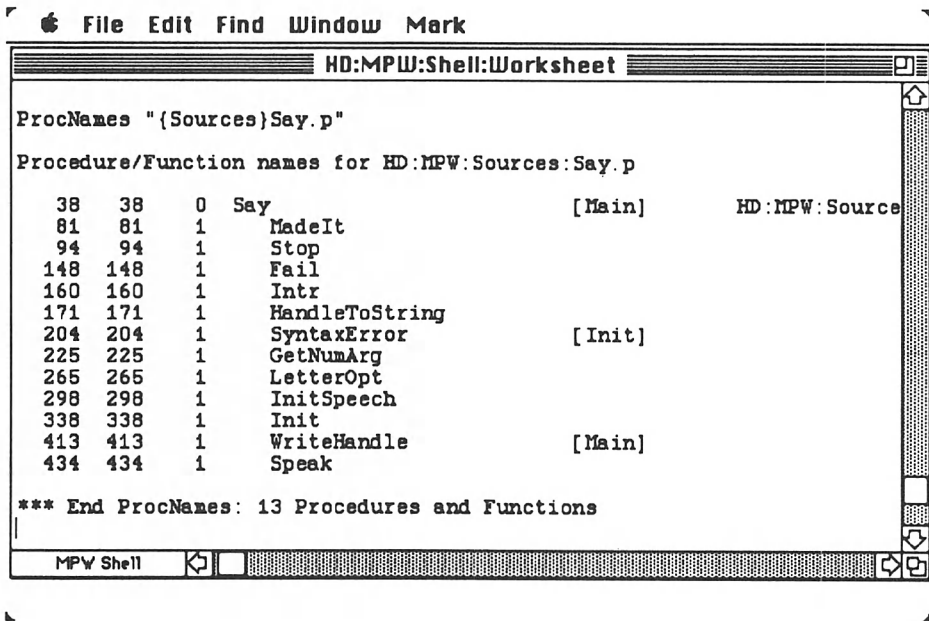 File Edit Find Window Mark
HD:MPW:Shell:Worksheet
ProcNames "{Sources}Say.p"
Procedure/Function names for HD:MPW:Sources:Say.p
38 38 0 Say [Main] HD:MPW:Source
81 81 1 MadeIt
94 94 1 Stop
148 148 1 Fail
160 160 1 Intr
171 171 1 HandleToString
204 204 1 SyntaxError [Init]
225 225 1 GetNumArg
265 265 1 LetterOpt
298 298 1 InitSpeech
338 338 1 Init
413 413 1 WriteHandle [Main]
434 434 1 Speak
*** End ProcNames: 13 Procedures and Functions
MPW Shell